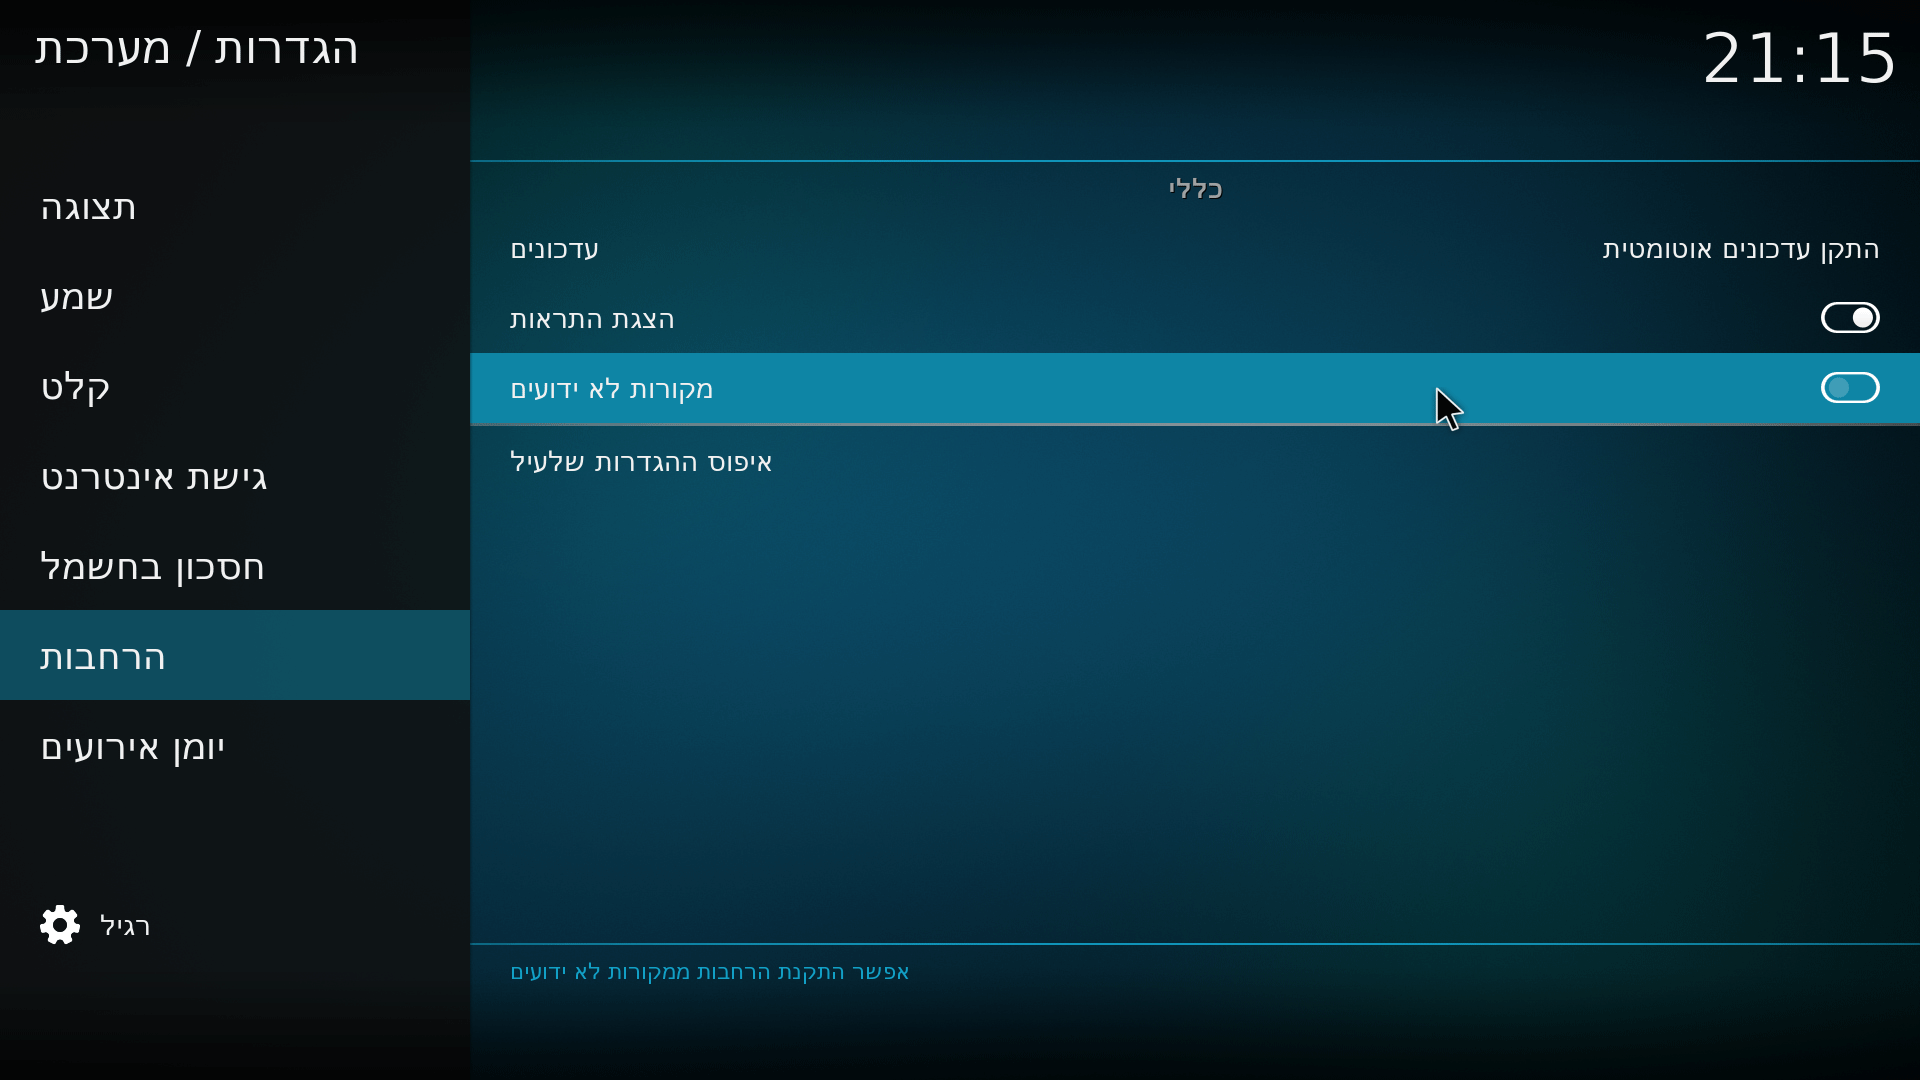 הגדרות / מערכת
21:15
תצוגה
שמע
קלט
גישת אינטרנט
חסכון בחשמל
הרחבות
יומן אירועים
רגיל
כללי
עדכונים
התקן עדכונים אוטומטית
הצגת התראות
מקורות לא ידועים
איפוס ההגדרות שלעיל
אפשר התקנת הרחבות ממקורות לא ידועים